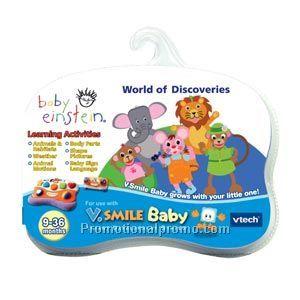 World of Discoveries
baby
einstein
Learning Activities
• Animals & Habitats
• Weather
• Animal Motions
• Body Parts
• Shape Pictures
• Baby Sign Language
V.Smile Baby grows with your little one!
For use with
V.SMILE Baby
9-36
months
vtech
PromotionalPromo.com